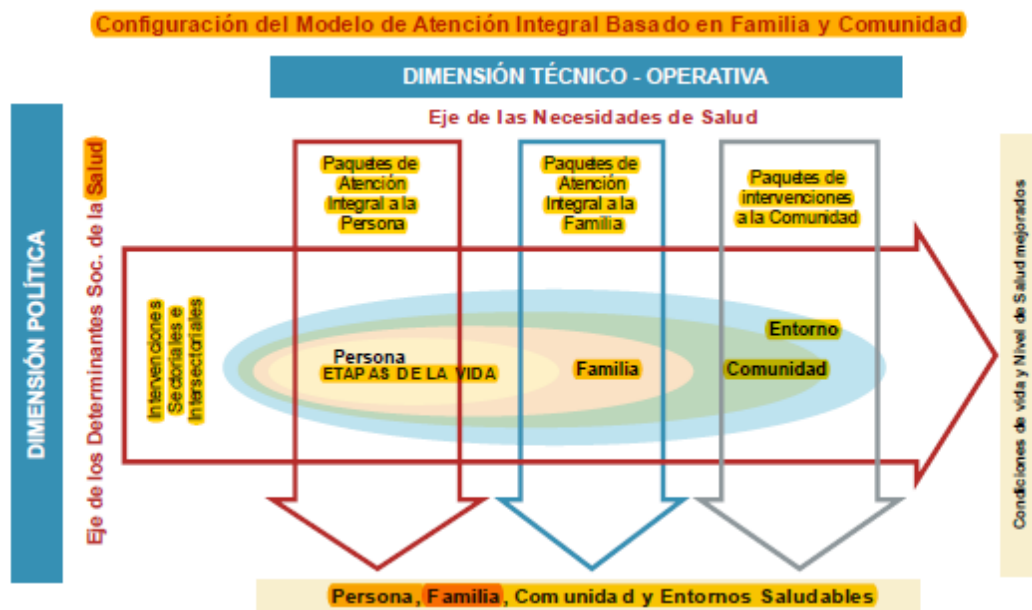 Configuración del Modelo de Atención Integral Basado en Familia y Comunidad
DIMENSIÓN TÉCNICO - OPERATIVA
Eje de las Necesidades de Salud
DIMENSIÓN POLÍTICA
Eje de los Determinantes Soc. de la Salud
Paquetes de
Atención
Integral a la
Persona
Paquetes de
Atención
Integral a la
Familia
Paquetes de
intervenciones
a la Comunidad
Intervenciones
Sectoriales e
Intersectoriales
Persona
ETAPAS DE LA VIDA
Familia
Entorno
Comunidad
Condiciones de vida y Nivel de Salud mejorados
Persona, Familia, Comunidad y Entornos Saludables